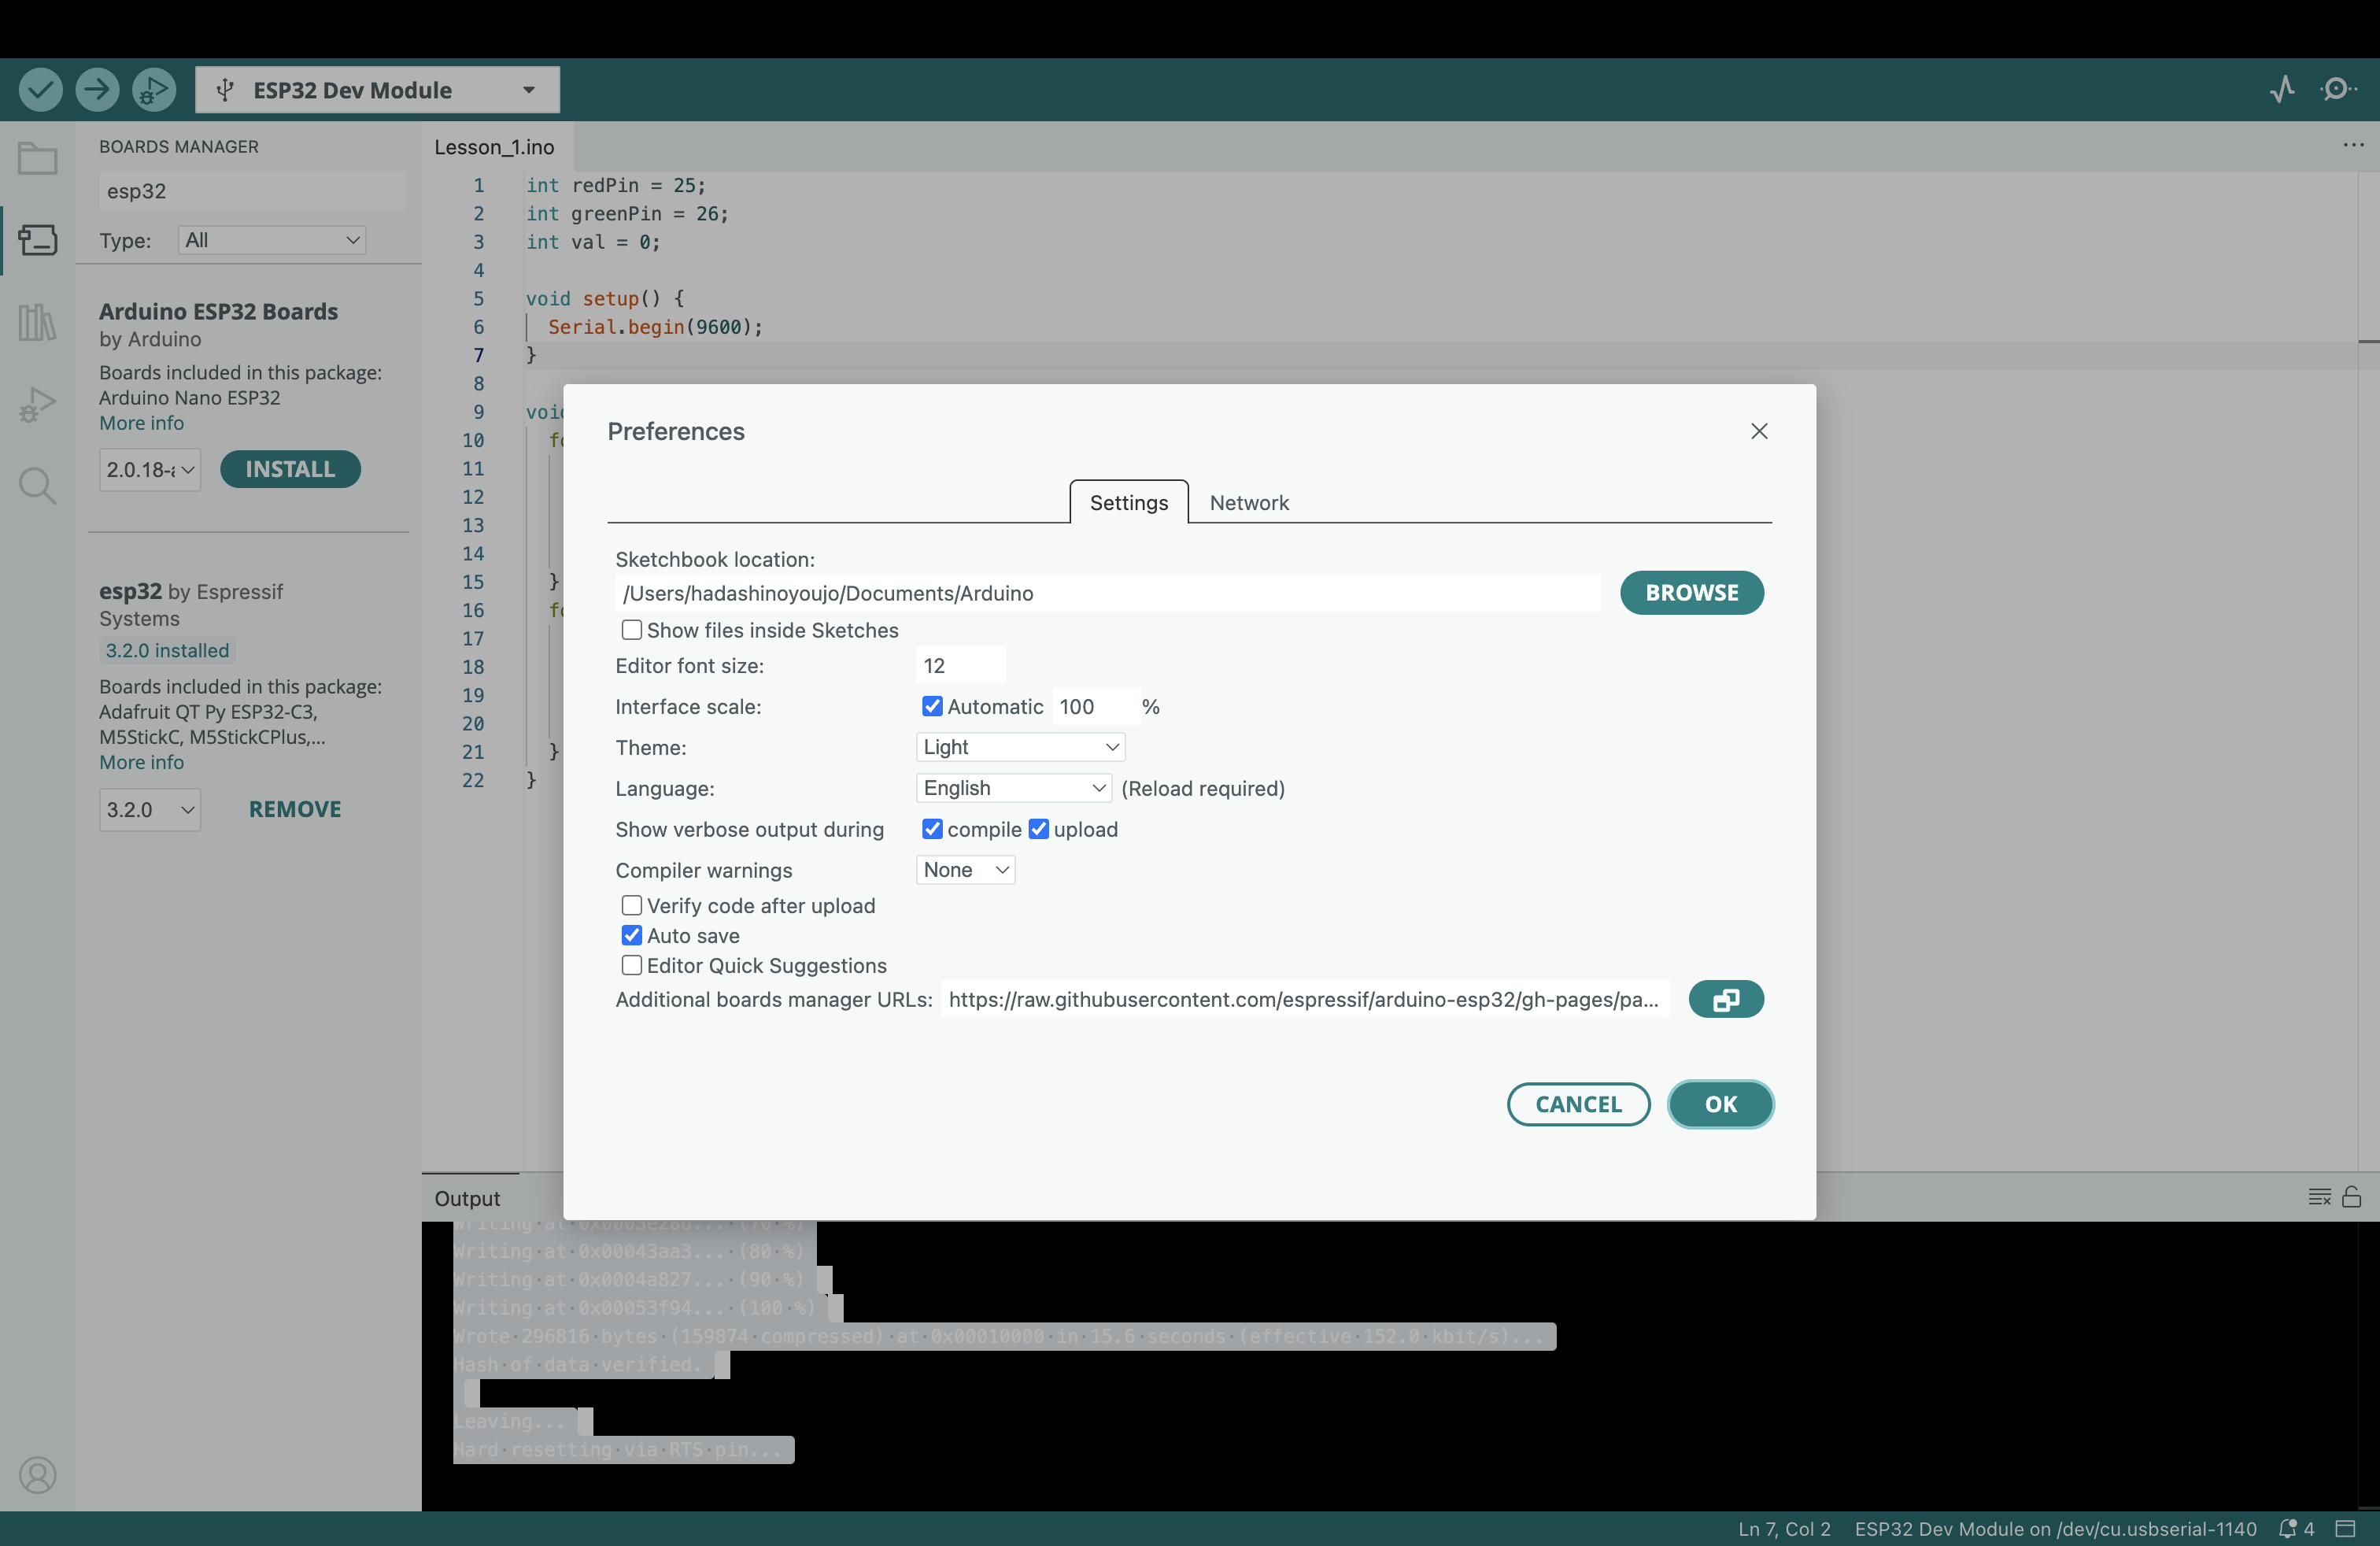 ESP32 Dev Module
BOARDS MANAGER
esp32
Type: All
Arduino ESP32 Boards
by Arduino
Boards included in this package:
Arduino Nano ESP32
More info
2.0.18-
INSTALL
esp32 by Espressif
Systems
3.2.0 installed
Boards included in this package:
Adafruit QT Py ESP32-C3,
M5StickC, M5StickCPlus,...
More info
3.2.0
REMOVE
Lesson_1.ino
1 int redPin = 25;
2 int greenPin = 26;
3 int val = 0;
4
5 void setup() {
6 Serial.begin(9600);
7 }
8
9 voi
10 f
11
12
13
14
15 }
16 f
17
18
19
20
21 }
22 }
Preferences
Settings Network
Sketchbook location:
/Users/hadashinoyoujo/Documents/Arduino
BROWSE
Show files inside Sketches
Editor font size: 12
Interface scale: Automatic 100 %
Theme: Light
Language: English (Reload required)
Show verbose output during compile upload
Compiler warnings None
Verify code after upload
Auto save
Editor Quick Suggestions
Additional boards manager URLs: https://raw.githubusercontent.com/espressif/arduino-esp32/gh-pages/pa...
CANCEL OK
Output
Writing·at·0x0003e28d...·(70·%)
Writing·at·0x00043aa3...·(80·%)
Writing·at·0x0004a827...·(90·%)
Writing·at·0x00053f94...·(100·%)
Wrote·296816·bytes·(159874·compressed)·at·0x00010000·in·15.6·seconds·(effective·152.0·kbit/s)...
Hash·of·data·verified.
Leaving...
Hard·resetting·via·RTS·pin...
Ln 7, Col 2 ESP32 Dev Module on /dev/cu.usbserial-1140 4